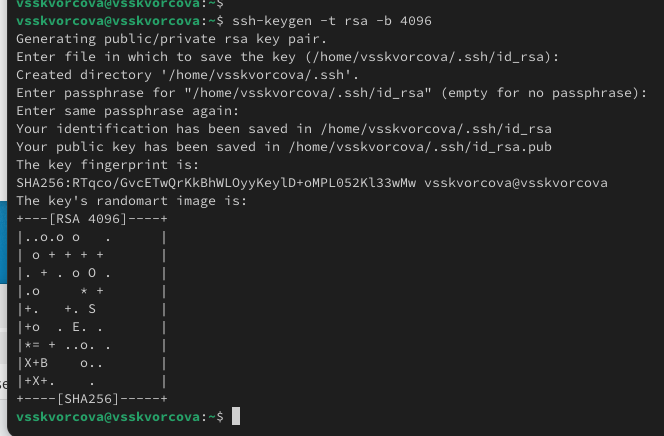 vsskvorcova@vsskvorcova:~$
vsskvorcova@vsskvorcova:~$ ssh-keygen -t rsa -b 4096
Generating public/private rsa key pair.
Enter file in which to save the key (/home/vsskvorcova/.ssh/id_rsa):
Created directory '/home/vsskvorcova/.ssh'.
Enter passphrase for "/home/vsskvorcova/.ssh/id_rsa" (empty for no passphrase):
Enter same passphrase again:
Your identification has been saved in /home/vsskvorcova/.ssh/id_rsa
Your public key has been saved in /home/vsskvorcova/.ssh/id_rsa.pub
The key fingerprint is:
SHA256:RTqco/GvcETwQrKkBhWLOyyKeylD+oMPL052Kl33wMw vsskvorcova@vsskvorcova
The key's randomart image is:
+---[RSA 4096]----+
|..o.o o   .      |
| o + + + +       |
|. + . o O .      |
|.o     * +       |
|+.   +. S        |
|+o  . E. .       |
|*= + ..o. .      |
|X+B    o..       |
|+X+.    .        |
+----[SHA256]-----+
vsskvorcova@vsskvorcova:~$